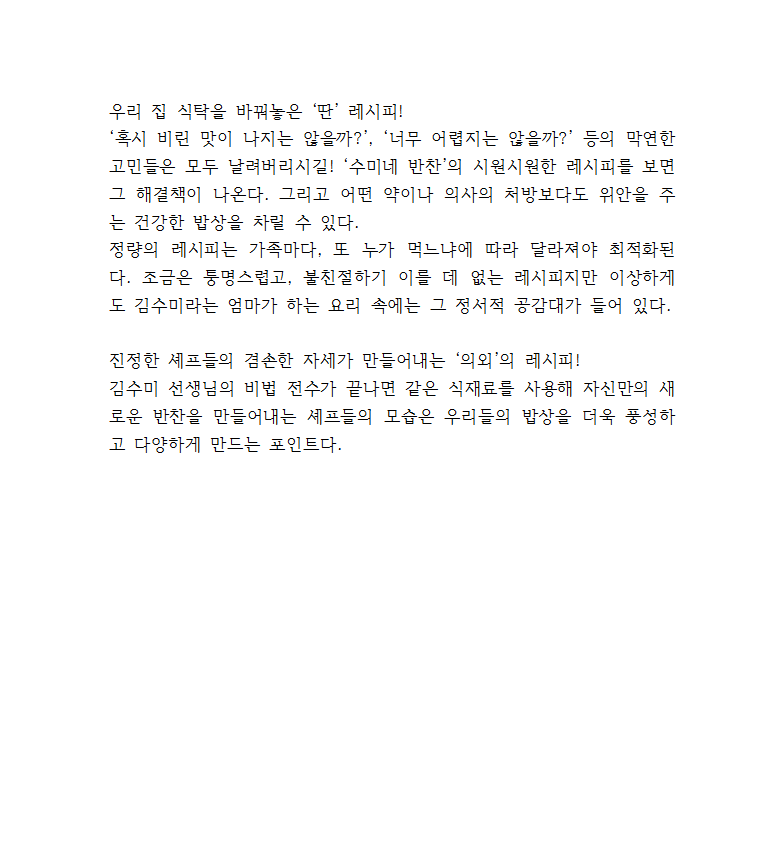 우리 집 식탁을 바꿔놓은 ‘딴’ 레시피!
‘혹시 비린 맛이 나지는 않을까?’, ‘너무 어렵지는 않을까?’ 등의 막연한
고민들은 모두 날려버리시길! ‘수미네 반찬’의 시원시원한 레시피를 보면
그 해결책이 나온다. 그리고 어떤 약이나 의사의 처방보다도 위안을 주
는 건강한 밥상을 차릴 수 있다.
정량의 레시피는 가족마다, 또 누가 먹느냐에 따라 달라져야 최적화된
다. 조금은 퉁명스럽고, 불친절하기 이를 데 없는 레시피지만 이상하게
도 김수미라는 엄마가 하는 요리 속에는 그 정서적 공감대가 들어 있다.
진정한 셰프들의 겸손한 자세가 만들어내는 ‘의외’의 레시피!
김수미 선생님의 비법 전수가 끝나면 같은 식재료를 사용해 자신만의 새
로운 반찬을 만들어내는 셰프들의 모습은 우리들의 밥상을 더욱 풍성하
고 다양하게 만드는 포인트다.